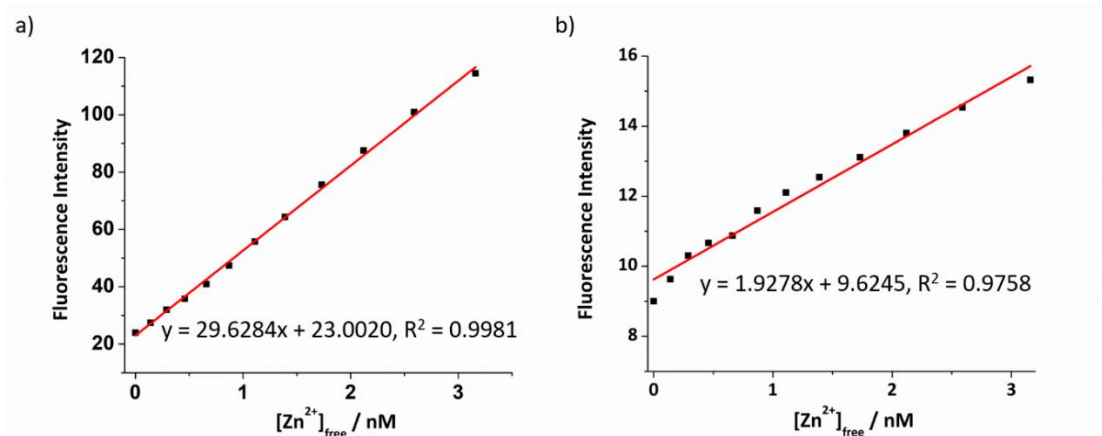 a)
120
100
80
60
40
20
Fluorescence Intensity
y = 29.6284x + 23.0020, R² = 0.9981
0 1 2 3
[Zn²⁺]free / nM
b)
16
14
12
10
8
Fluorescence Intensity
y = 1.9278x + 9.6245, R² = 0.9758
0 1 2 3
[Zn²⁺]free / nM